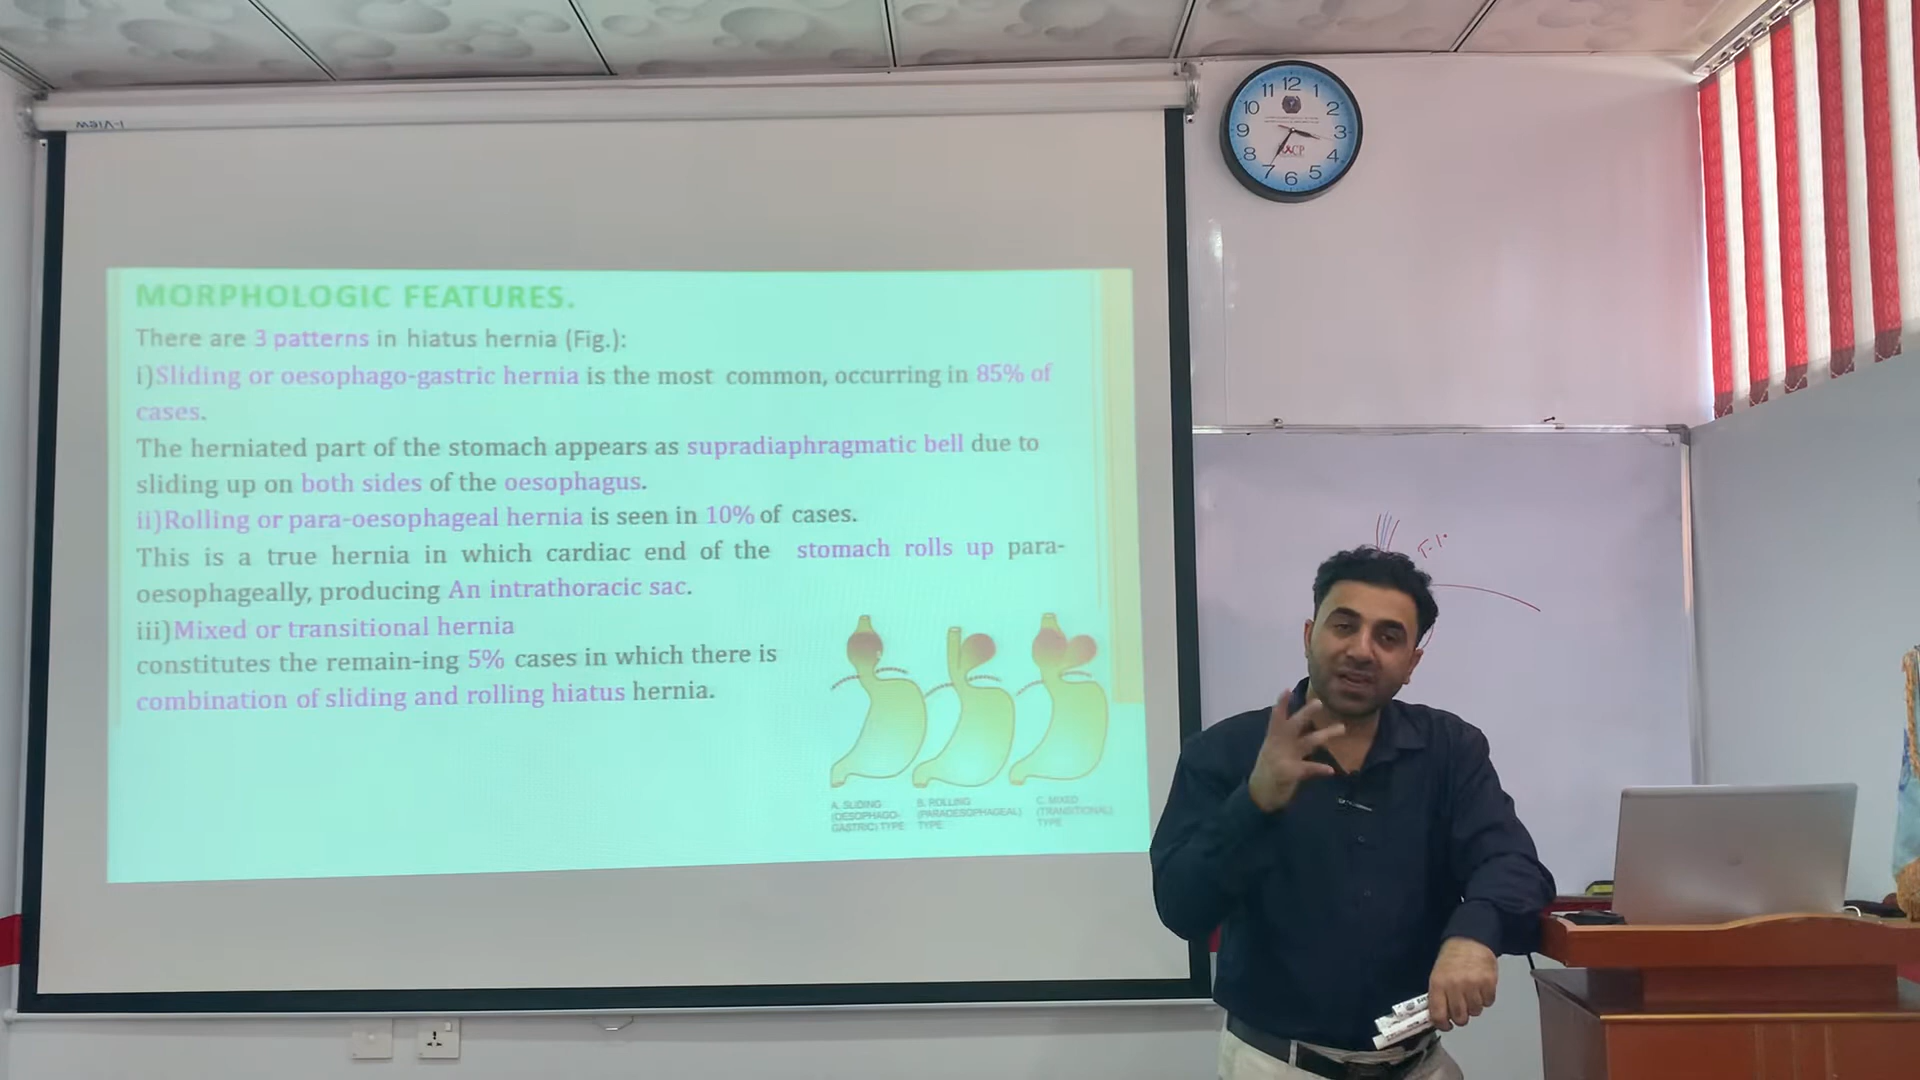 I-VIEW
MORPHOLOGIC FEATURES.
There are 3 patterns in hiatus hernia (Fig.):
i)Sliding or oesophago-gastric hernia is the most common, occurring in 85% of
cases.
The herniated part of the stomach appears as supradiaphragmatic bell due to
sliding up on both sides of the oesophagus.
ii)Rolling or para-oesophageal hernia is seen in 10% of cases.
This is a true hernia in which cardiac end of the stomach rolls up para-
oesophageally, producing An intrathoracic sac.
iii)Mixed or transitional hernia
constitutes the remain-ing 5% cases in which there is
combination of sliding and rolling hiatus hernia.
A. SLIDING
(OESOPHAGO-
GASTRIC) TYPE
B. ROLLING
(PARAOESOPHAGEAL)
TYPE
C. MIXED
(TRANSITIONAL)
TYPE
12
1
2
3
4
5
6
7
8
9
10
11